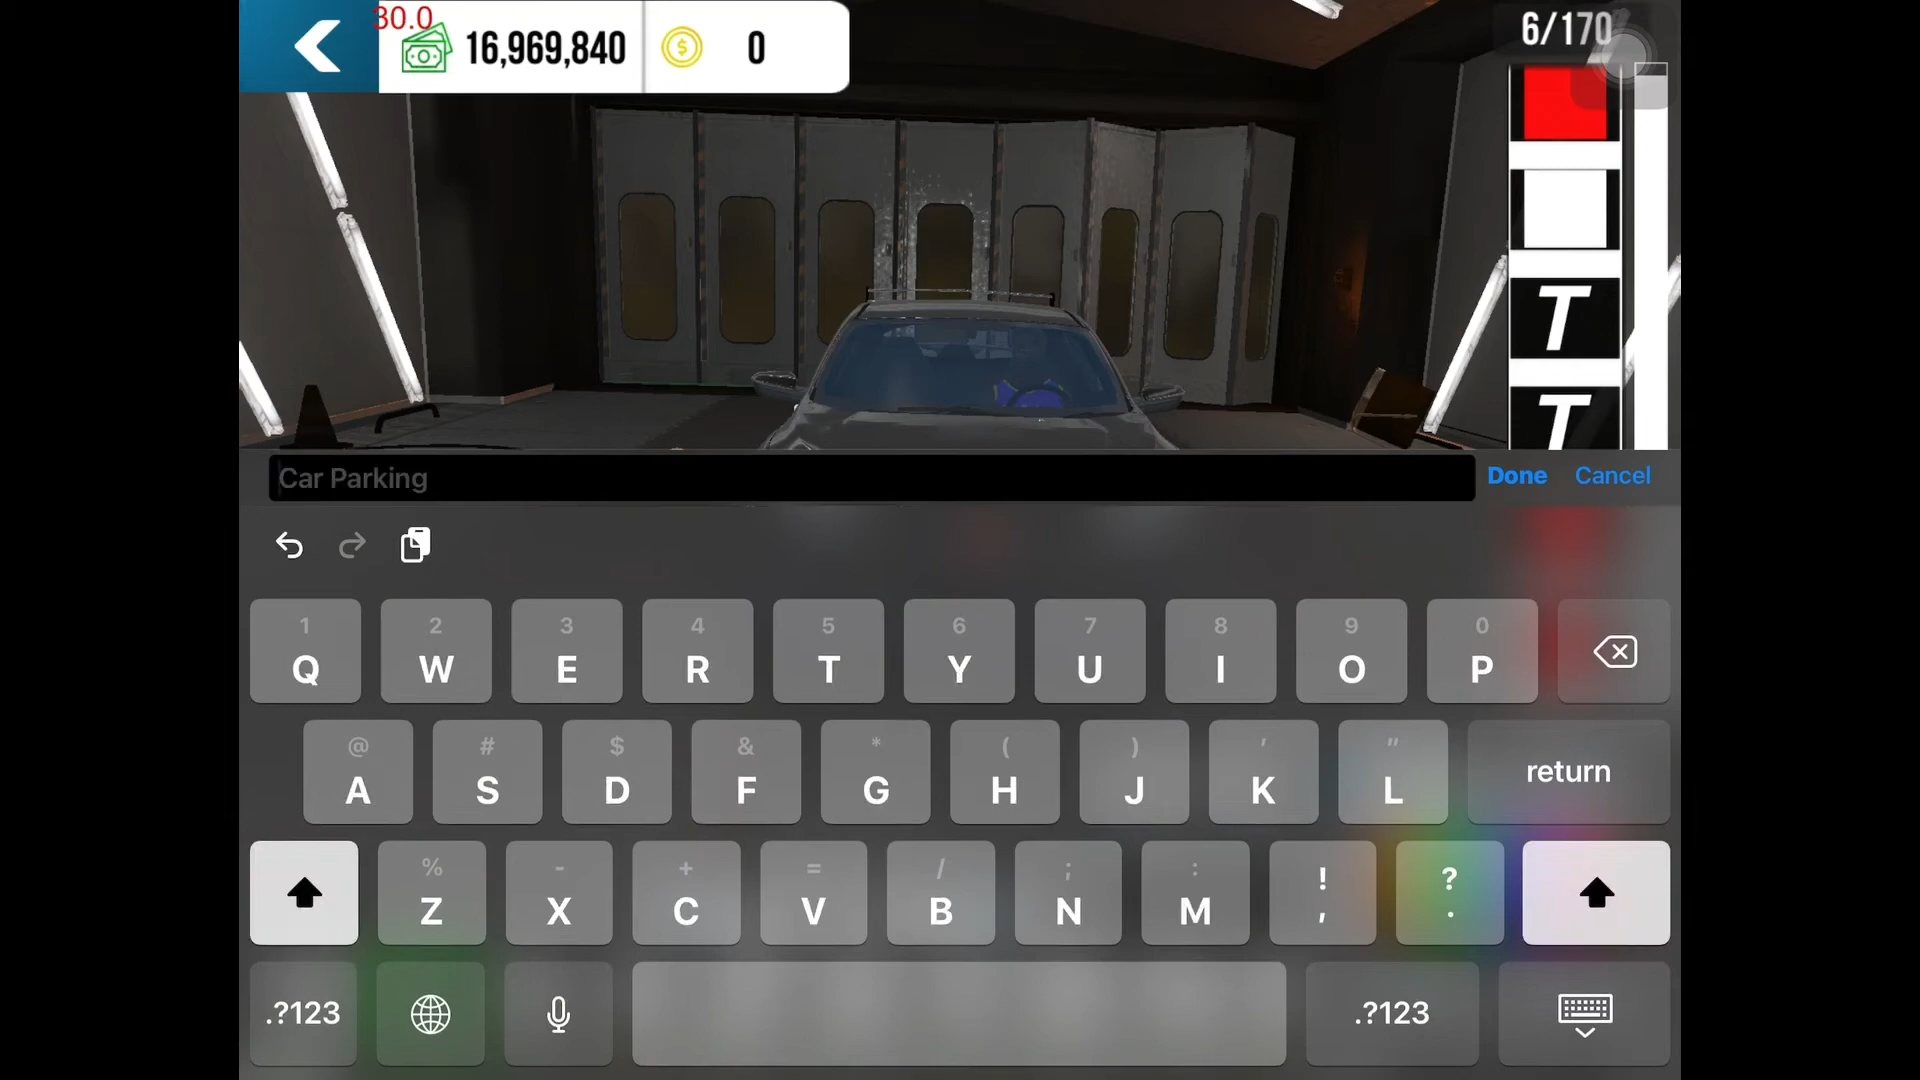 30.0
16,969,840
0
6/170
T
T
Car Parking
Done Cancel
1 2 3 4 5 6 7 8 9 0
Q W E R T Y U I O P
@ # $ & * ( ) ' "
A S D F G H J K L return
% - + = / ; : ! ?
Z X C V B N M , .
.?123 .?123